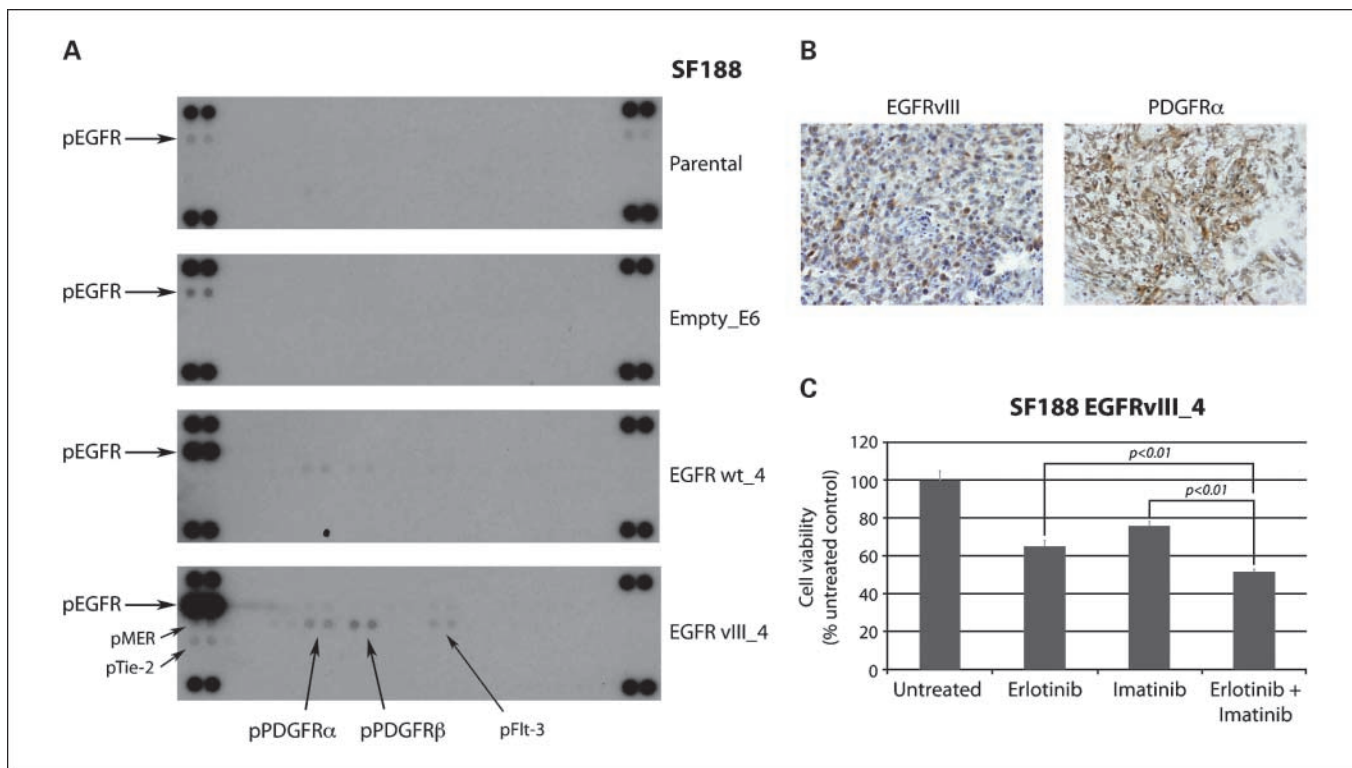 A
SF188
pEGFR
Parental
pEGFR
Empty_E6
pEGFR
EGFR wt_4
pEGFR
pMER
pTie-2
EGFR vIII_4
pPDGFRα
pPDGFRβ
pFlt-3
B
EGFRvIII
PDGFRα
C
SF188 EGFRvIII_4
Cell viability
(% untreated control)
120
100
80
60
40
20
0
p<0.01
p<0.01
Untreated
Erlotinib
Imatinib
Erlotinib +
Imatinib